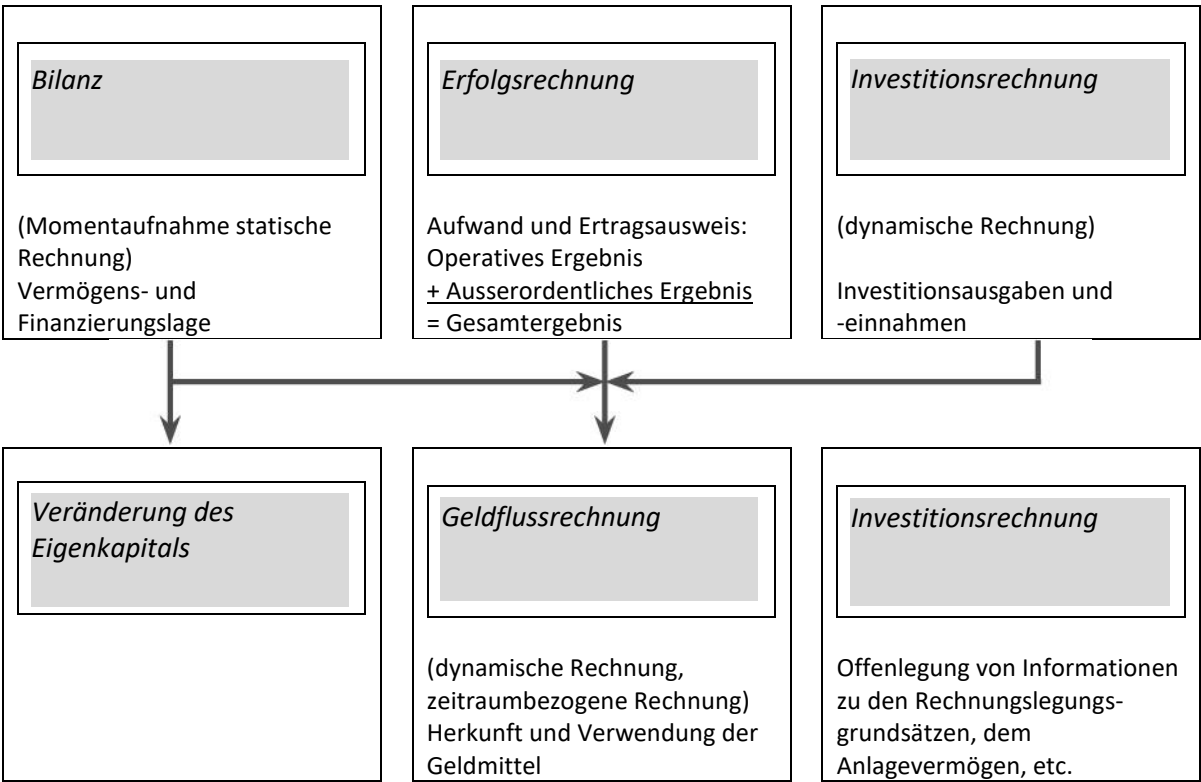 Bilanz
(Momentaufnahme statische
Rechnung)
Vermögens- und
Finanzierungslage
Erfolgsrechnung
Aufwand und Ertragsausweis:
Operatives Ergebnis
+ Ausserordentliches Ergebnis
= Gesamtergebnis
Investitionsrechnung
(dynamische Rechnung)
Investitionsausgaben und
-einnahmen
Veränderung des
Eigenkapitals
Geldflussrechnung
(dynamische Rechnung,
zeitraumbezogene Rechnung)
Herkunft und Verwendung der
Geldmittel
Investitionsrechnung
Offenlegung von Informationen
zu den Rechnungslegungs-
grundsätzen, dem
Anlagevermögen, etc.